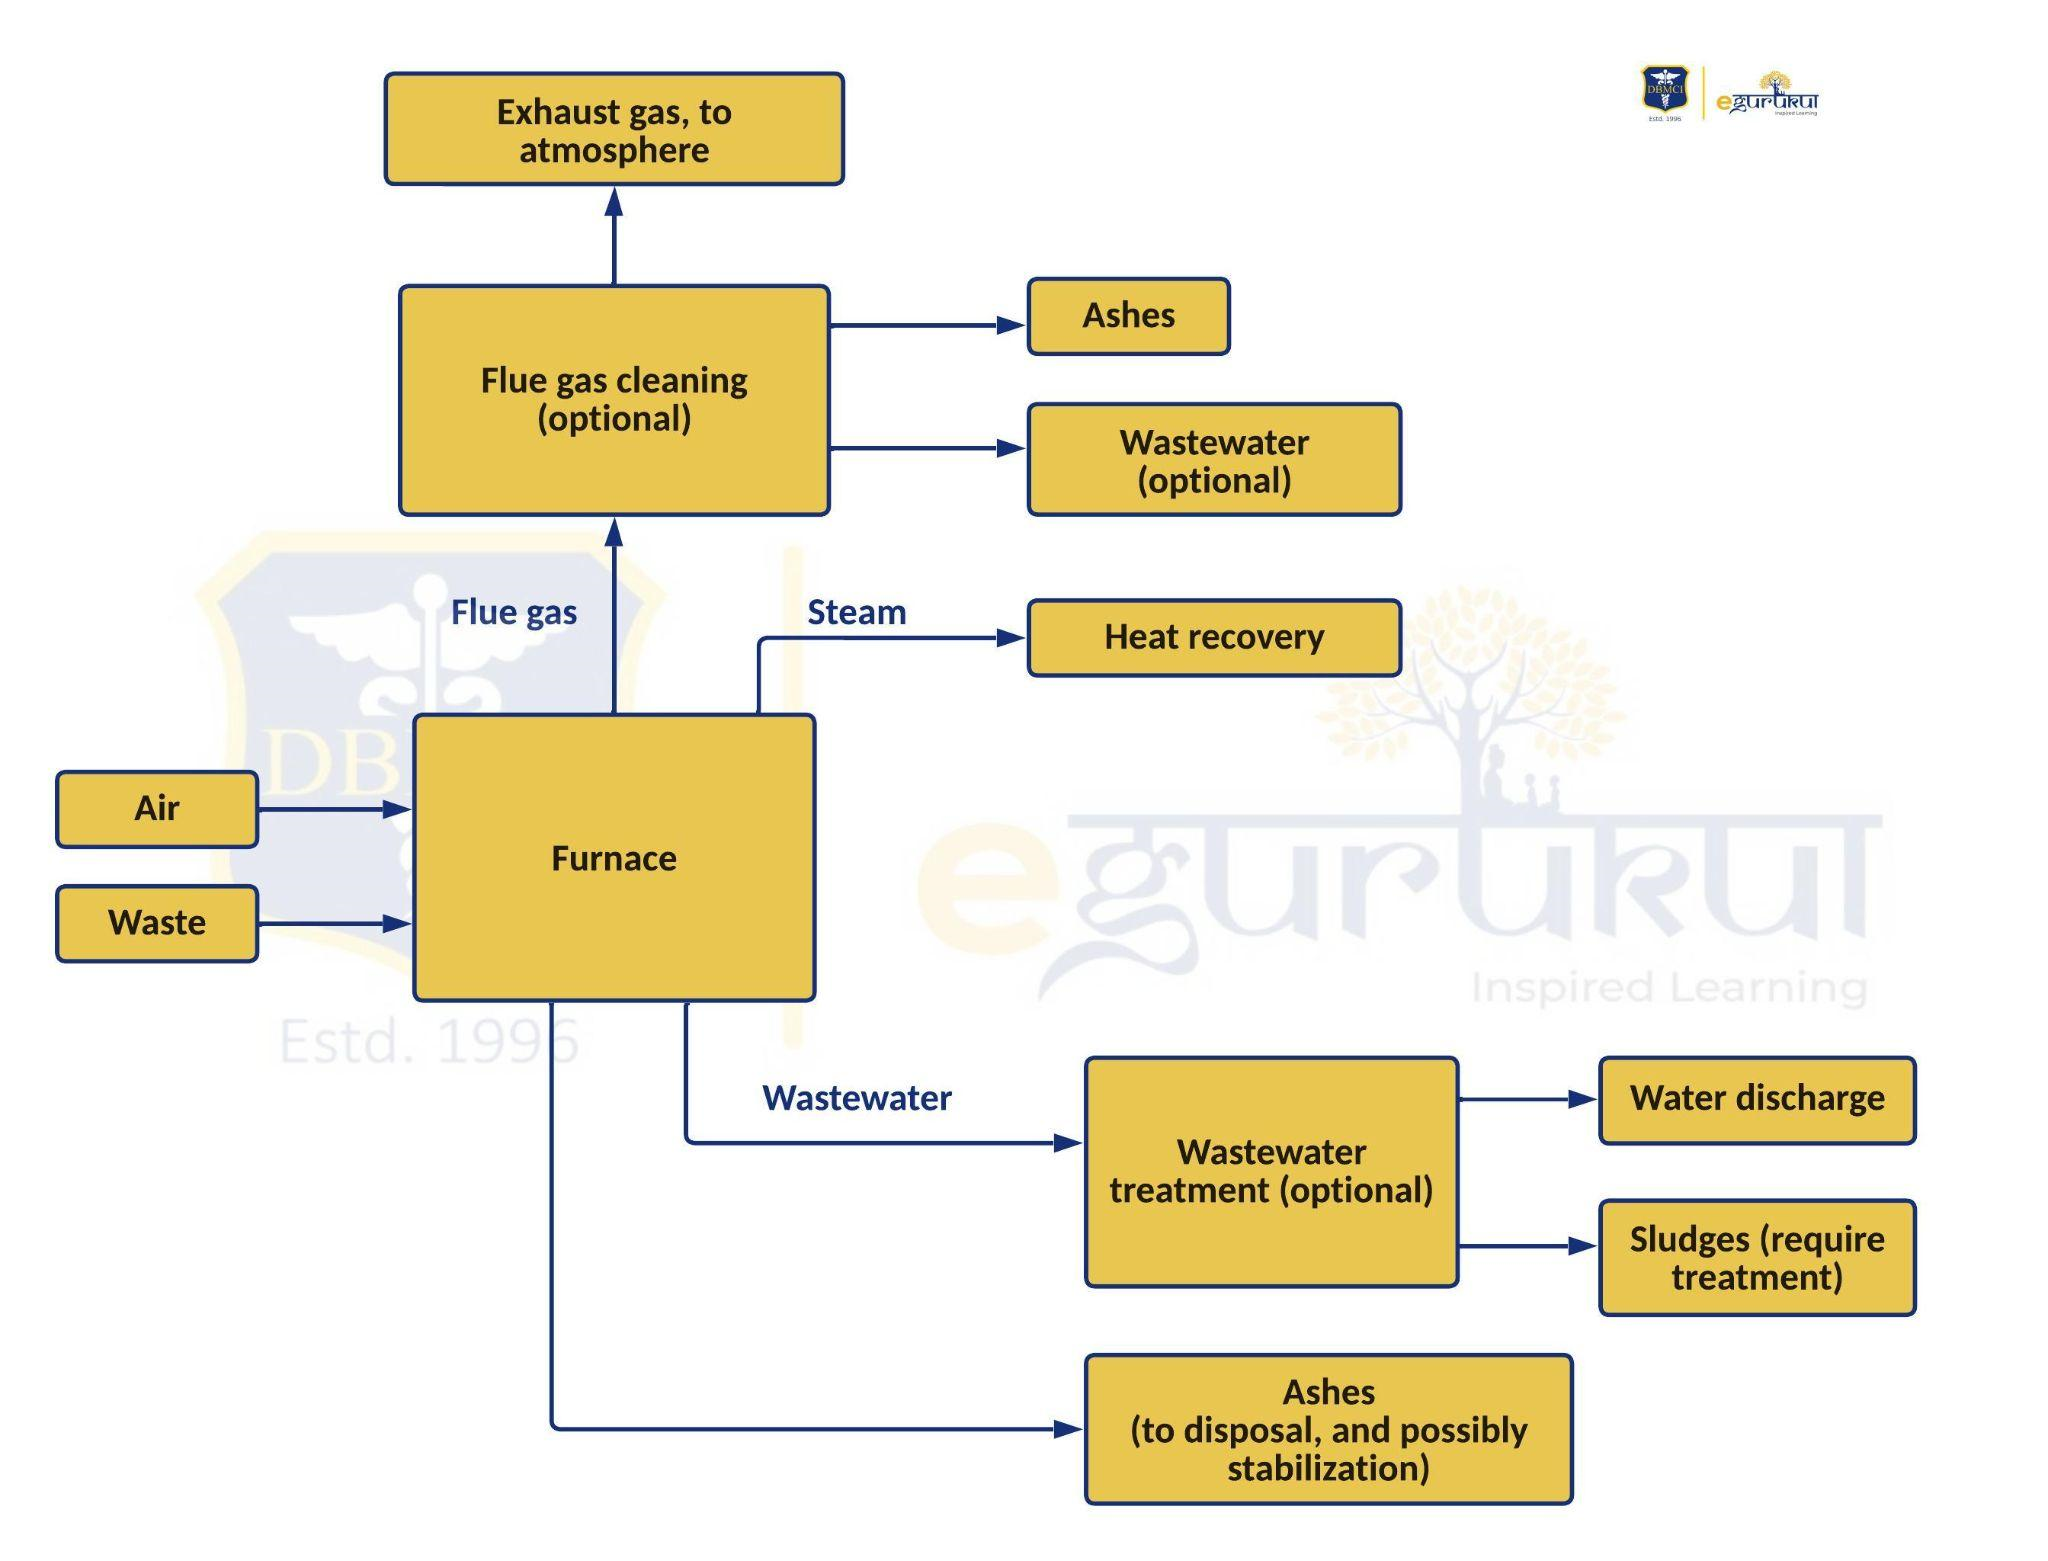 Exhaust gas, to
atmosphere
DBMCI
Estd. 1996
egurukul
Inspired Learning
Flue gas cleaning
(optional)
Ashes
Wastewater
(optional)
Flue gas
Steam
Heat recovery
Air
Waste
Furnace
DB
egurukul
Inspired Learning
Estd. 1996
Wastewater
Wastewater
treatment (optional)
Water discharge
Sludges (require
treatment)
Ashes
(to disposal, and possibly
stabilization)